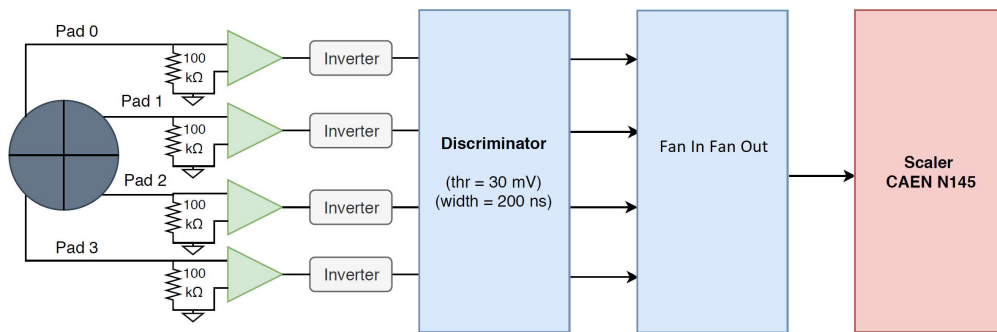 Pad 0
100
kΩ
Inverter
Pad 1
100
kΩ
Inverter
Pad 2
100
kΩ
Inverter
Pad 3
100
kΩ
Inverter
Discriminator
(thr = 30 mV)
(width = 200 ns)
Fan In Fan Out
Scaler
CAEN N145